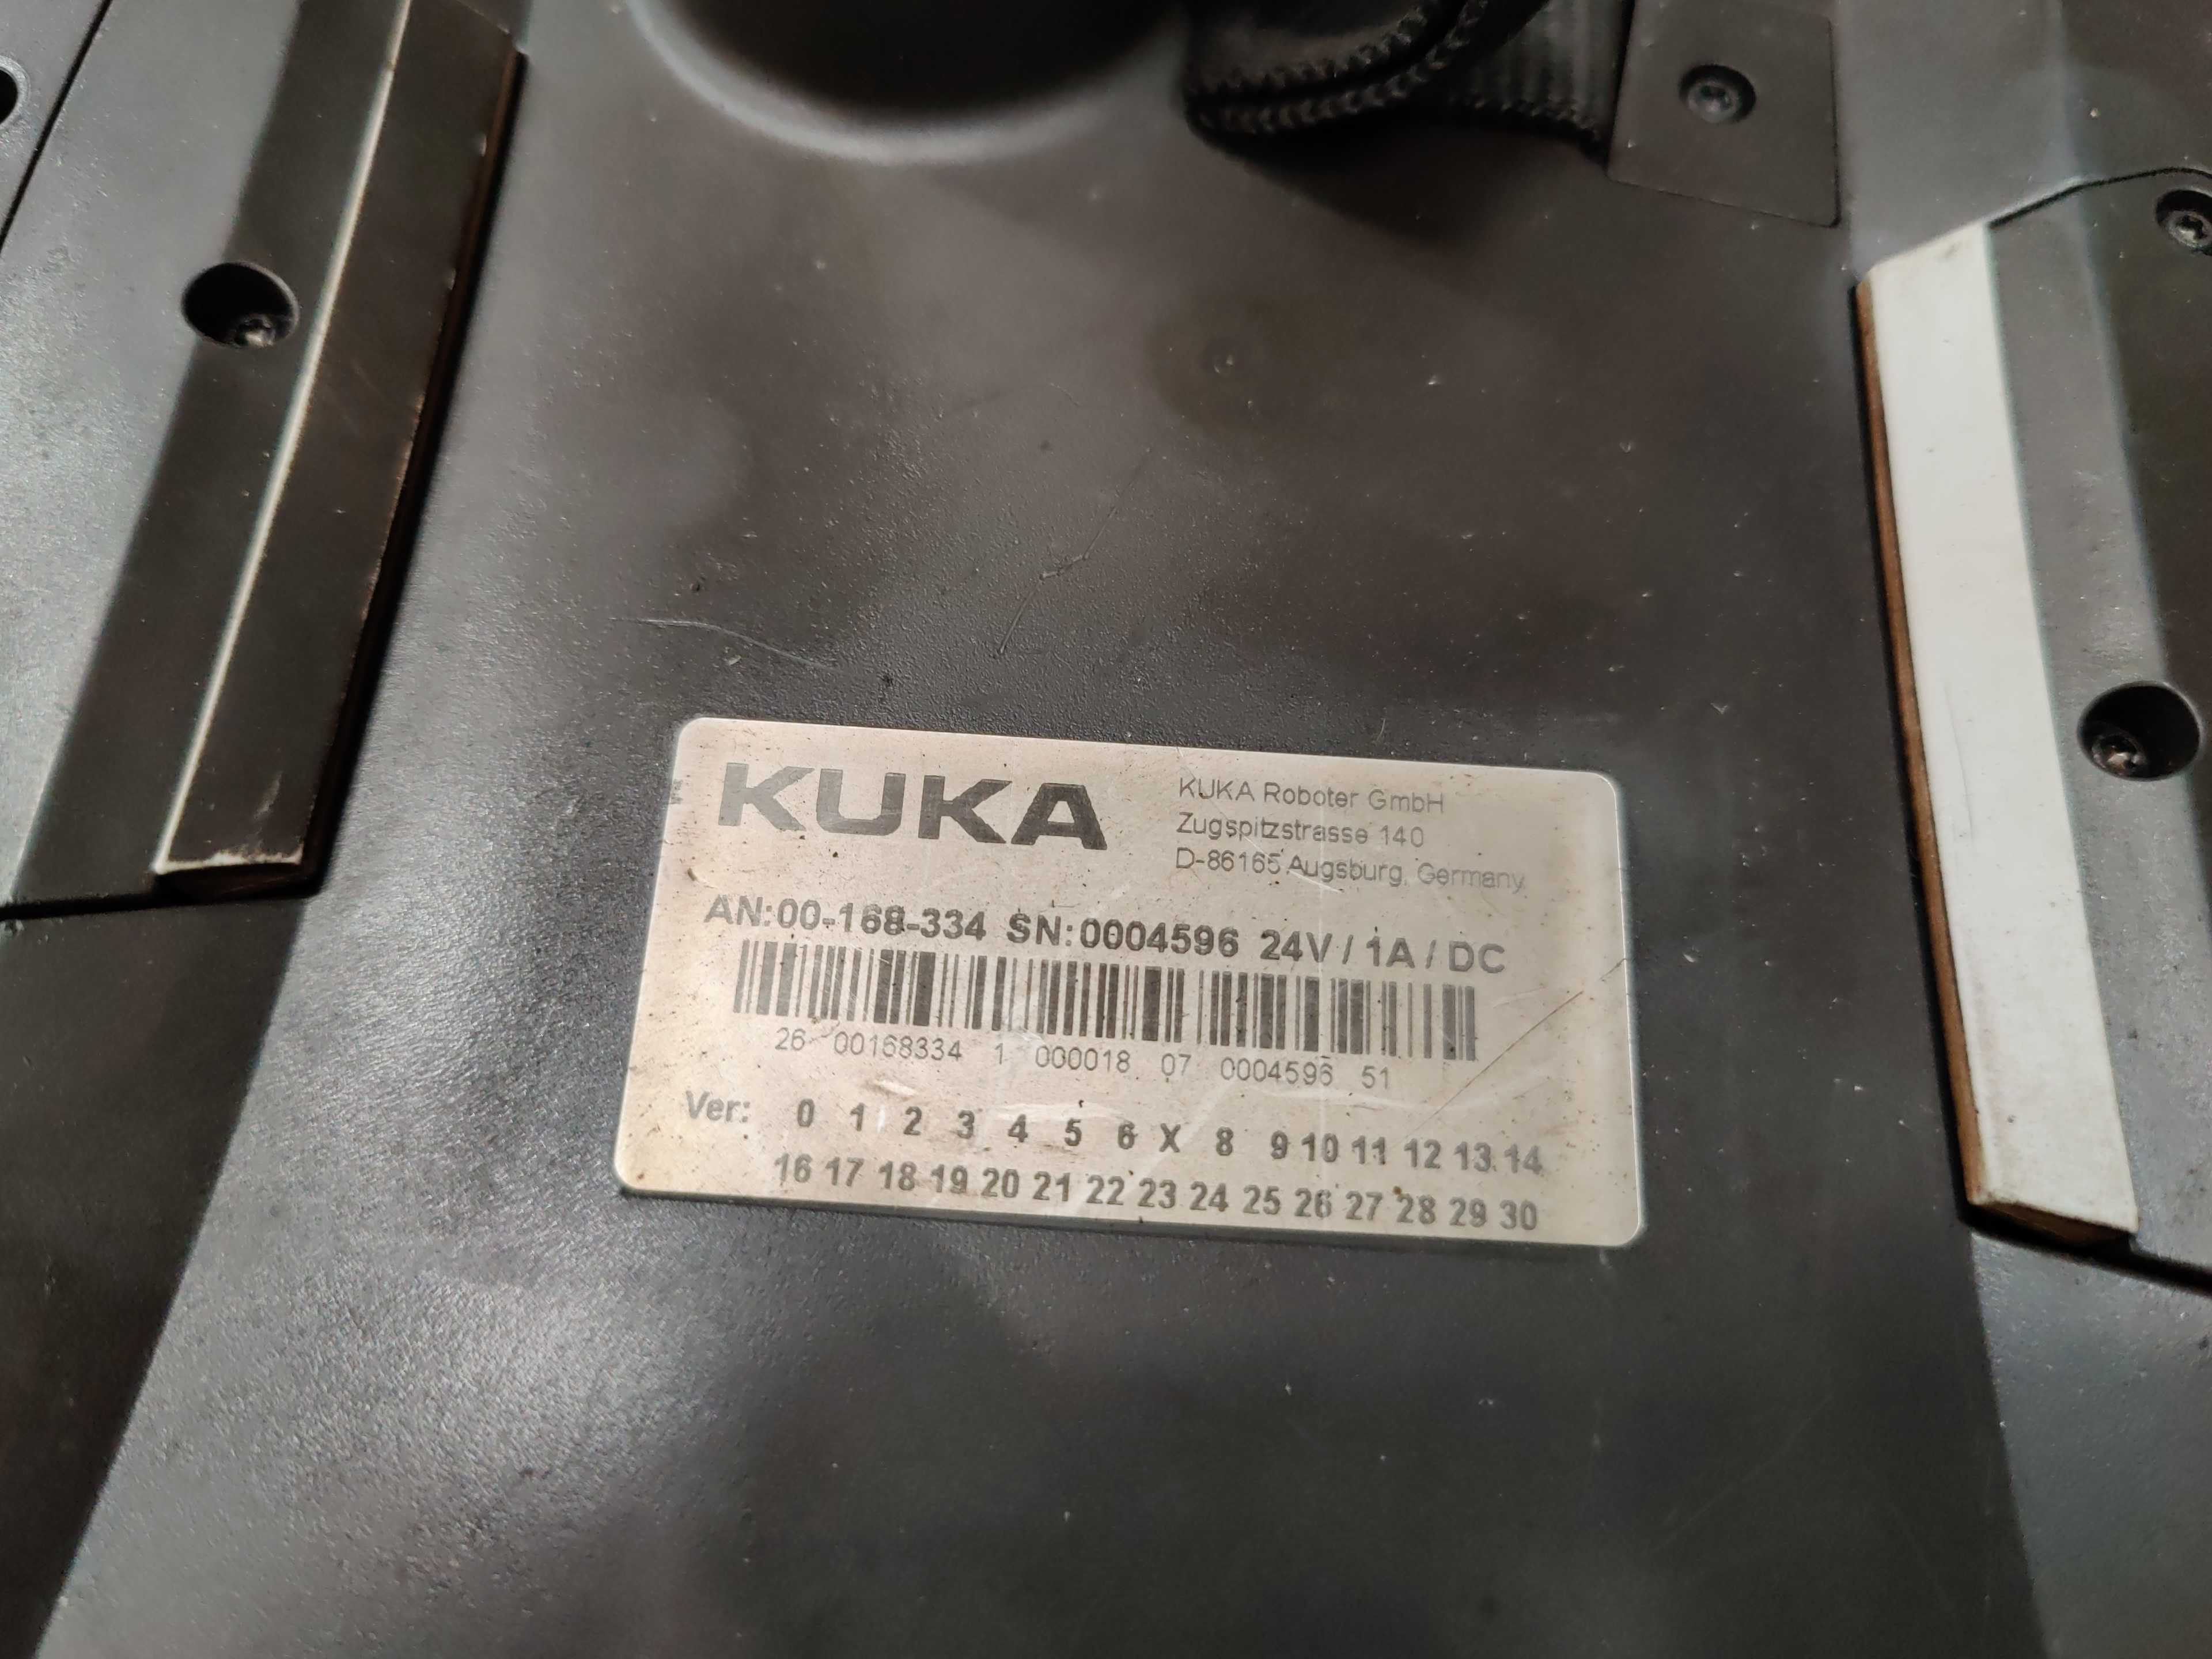 KUKA
KUKA Roboter GmbH
Zugspitzstrasse 140
D-86165 Augsburg, Germany
AN:00-168-334 SN:0004596 24V / 1A / DC
26 00168334 1 000018 07 0004596 51
Ver: 0 1 2 3 4 5 6 X 8 9 10 11 12 13 14
16 17 18 19 20 21 22 23 24 25 26 27 28 29 30